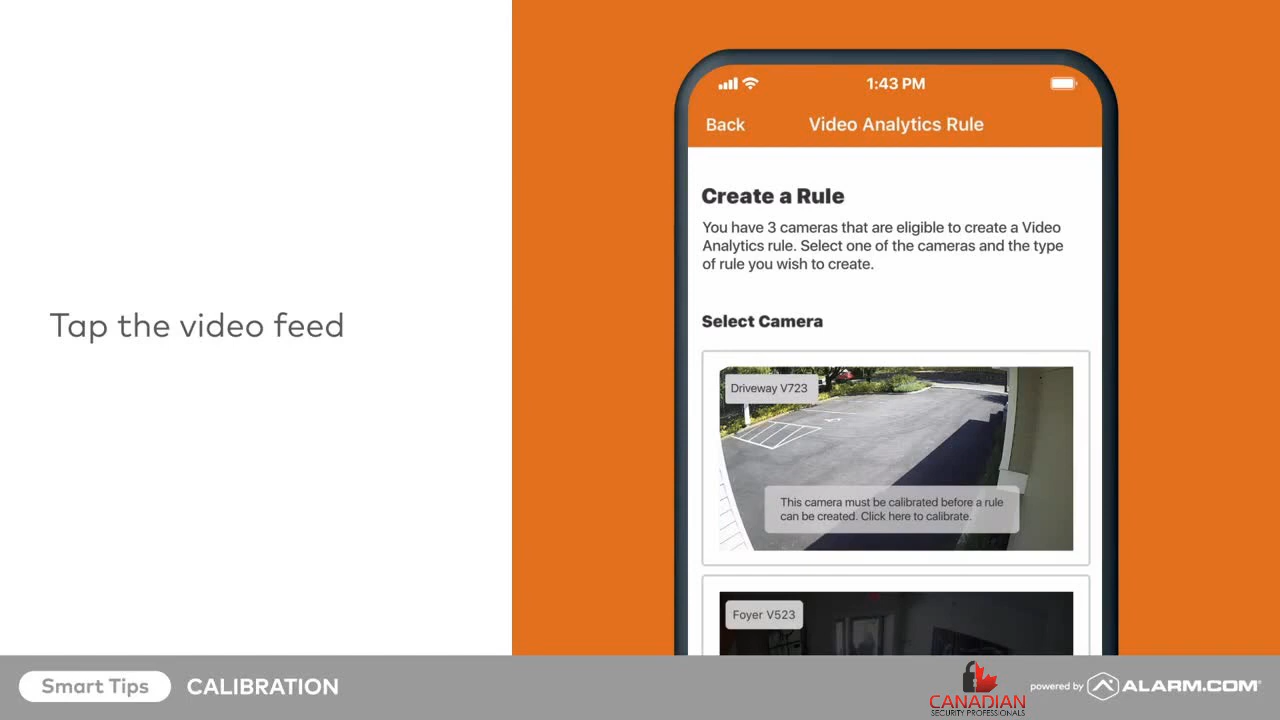 Tap the video feed
1:43 PM
Back
Video Analytics Rule
Create a Rule
You have 3 cameras that are eligible to create a Video
Analytics rule. Select one of the cameras and the type
of rule you wish to create.
Select Camera
Driveway V723
This camera must be calibrated before a rule
can be created. Click here to calibrate.
Foyer V523
Smart Tips
CALIBRATION
CANADIAN
SECURITY PROFESSIONALS
powered by
ALARM.COM®